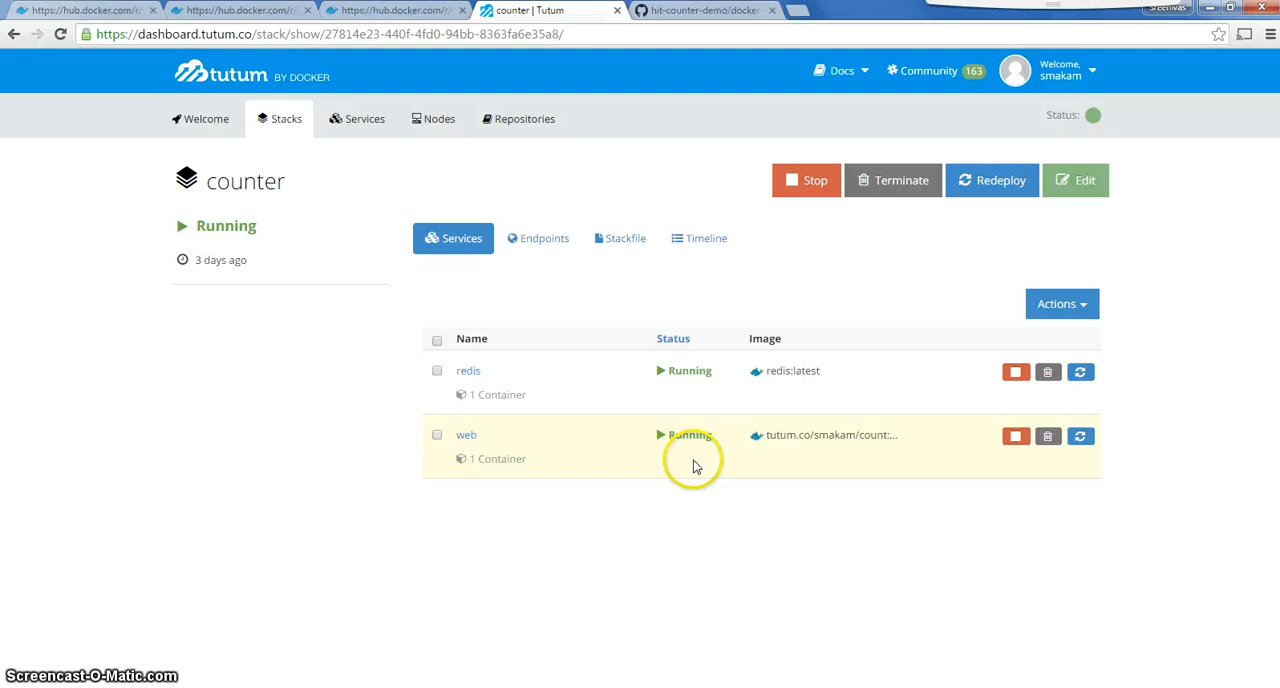 https://hub.docker.com/r/ https://hub.docker.com/r/ https://hub.docker.com/r/ counter | Tutum hit-counter-demo/docker Sreenivas
https://dashboard.tutum.co/stack/show/27814e23-440f-4fd0-94bb-8363fa6e35a8/
tutum BY DOCKER Docs Community 163 Welcome, smakam
Welcome Stacks Services Nodes Repositories Status:
counter Stop Terminate Redeploy Edit
Running
Services Endpoints Stackfile Timeline
3 days ago
Actions
Name Status Image
redis Running redis:latest
1 Container
web Running tutum.co/smakam/count:...
1 Container
Screencast-O-Matic.com